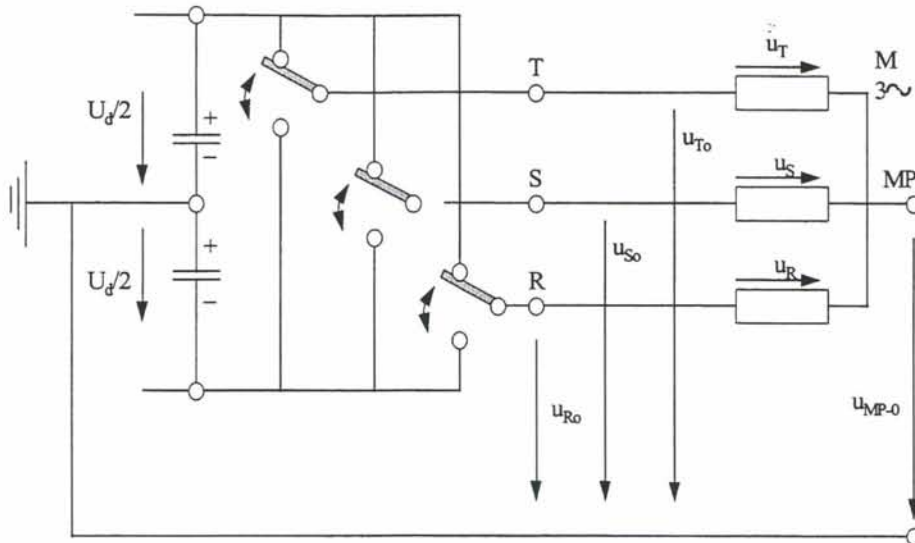 u_T
M
3~
T
U_d/2
+
−
u_To
u_S
MP
S
u_So
U_d/2
+
−
u_R
R
u_Ro
u_MP-0